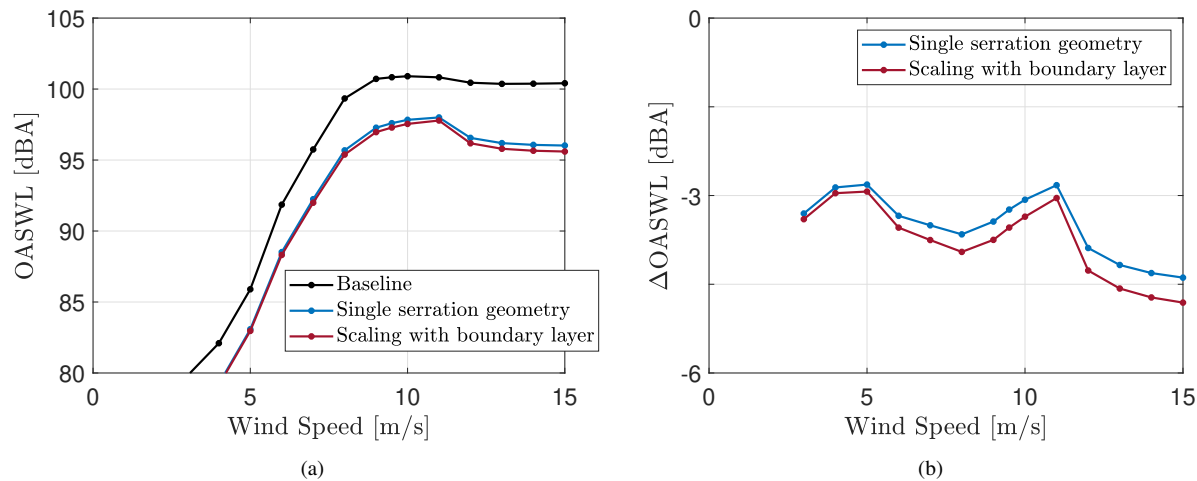 105
100
95
90
85
80
0
5
10
15
OASWL [dBA]
Wind Speed [m/s]
Baseline
Single serration geometry
Scaling with boundary layer
(a)
0
-3
-6
0
5
10
15
ΔOASWL [dBA]
Wind Speed [m/s]
Single serration geometry
Scaling with boundary layer
(b)